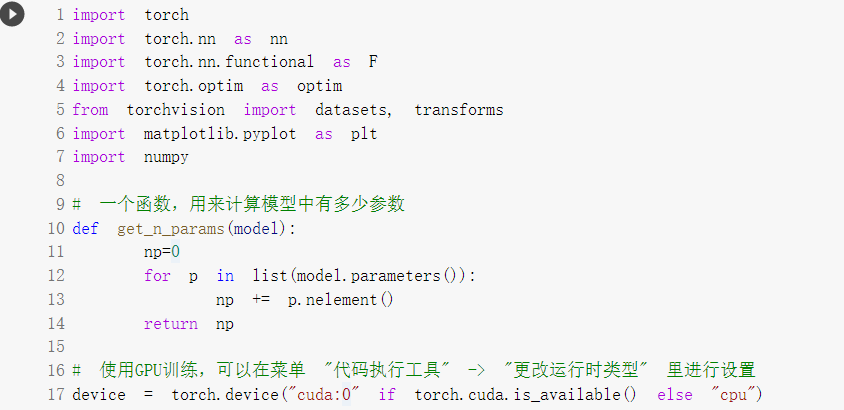 1 import torch
2 import torch.nn as nn
3 import torch.nn.functional as F
4 import torch.optim as optim
5 from torchvision import datasets, transforms
6 import matplotlib.pyplot as plt
7 import numpy
8
9 # 一个函数，用来计算模型中有多少参数
10 def get_n_params(model):
11         np=0
12         for p in list(model.parameters()):
13                 np += p.nelement()
14         return np
15
16 # 使用GPU训练，可以在菜单 "代码执行工具" -> "更改运行时类型" 里进行设置
17 device = torch.device("cuda:0" if torch.cuda.is_available() else "cpu")